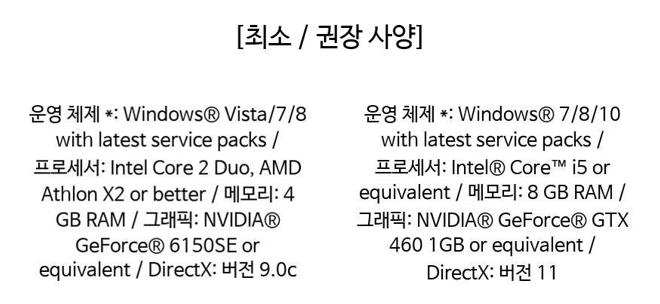 [최소 / 권장 사양]
운영 체제 *: Windows® Vista/7/8
with latest service packs /
프로세서: Intel Core 2 Duo, AMD
Athlon X2 or better / 메모리: 4
GB RAM / 그래픽: NVIDIA®
GeForce® 6150SE or
equivalent / DirectX: 버전 9.0c
운영 체제 *: Windows® 7/8/10
with latest service packs /
프로세서: Intel® Core™ i5 or
equivalent / 메모리: 8 GB RAM /
그래픽: NVIDIA® GeForce® GTX
460 1GB or equivalent /
DirectX: 버전 11